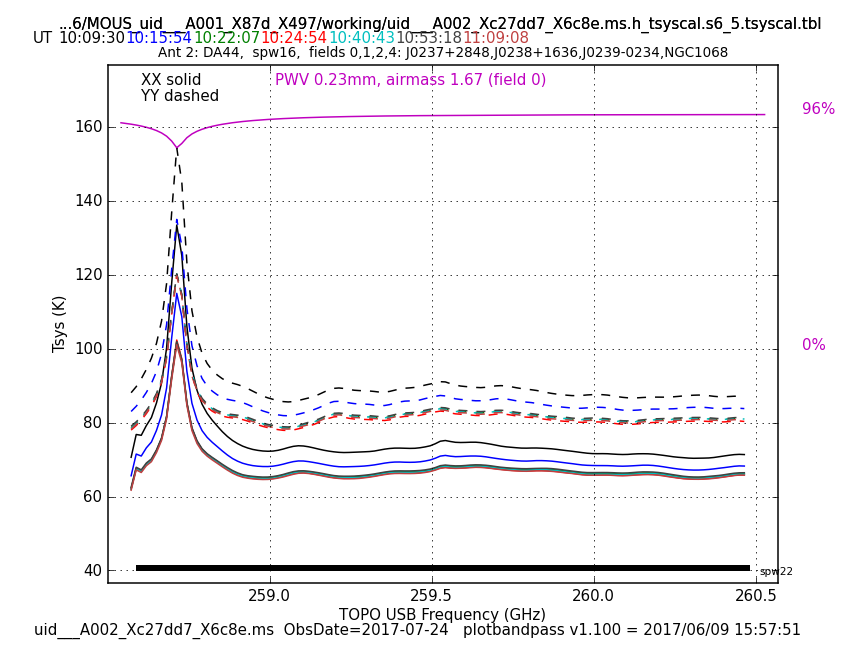 ...6/MOUS_uid___A001_X87d_X497/working/uid___A002_Xc27dd7_X6c8e.ms.h_tsyscal.s6_5.tsyscal.tbl
UT 10:09:30 10:15:54 10:22:07 10:24:54 10:40:43 10:53:18 11:09:08
Ant 2: DA44,  spw16,  fields 0,1,2,4: J0237+2848,J0238+1636,J0239-0234,NGC1068
XX solid
PWV 0.23mm, airmass 1.67 (field 0)
YY dashed
96%
0%
160
140
120
100
80
60
40
Tsys (K)
spw22
259.0
259.5
260.0
260.5
TOPO USB Frequency (GHz)
uid___A002_Xc27dd7_X6c8e.ms  ObsDate=2017-07-24   plotbandpass v1.100 = 2017/06/09 15:57:51